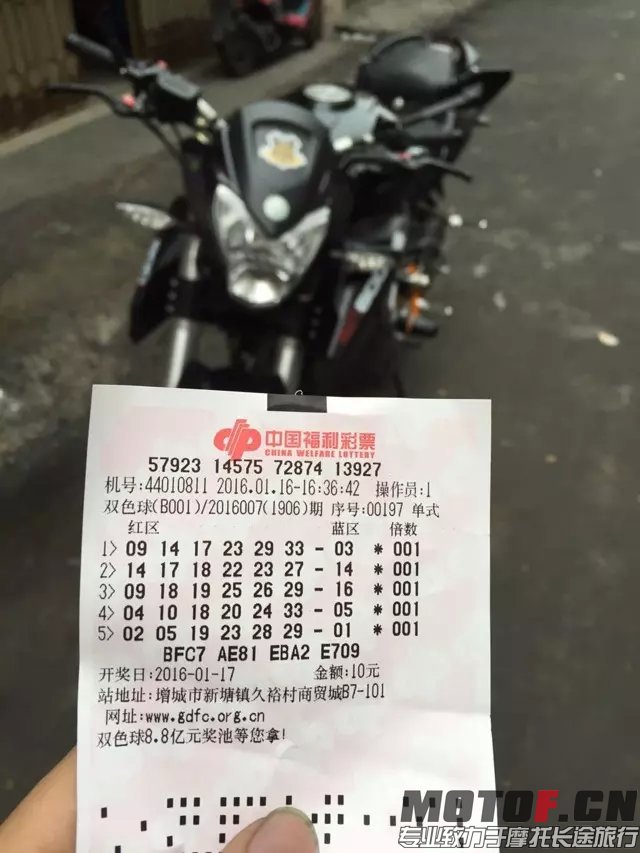 中国福利彩票
CHINA WELFARE LOTTERY
57923 14575 72874 13927
机号:44010811 2016.01.16-16:36:42 操作员:1
双色球(B001)/2016007(1906)期 序号:00197 单式
红区 蓝区 倍数
1> 09 14 17 23 29 33 - 03 * 001
2> 14 17 18 22 23 27 - 14 * 001
3> 09 18 19 25 26 29 - 16 * 001
4> 04 10 18 20 24 33 - 05 * 001
5> 02 05 19 23 28 29 - 01 * 001
BFC7 AE81 EBA2 E709
开奖日:2016-01-17 金额:10元
站地址:增城市新塘镇久裕村商贸城B7-101
网址:www.gdfc.org.cn
双色球8.8亿元奖池等您拿!
MOTOF.CN
专业致力于摩托长途旅行